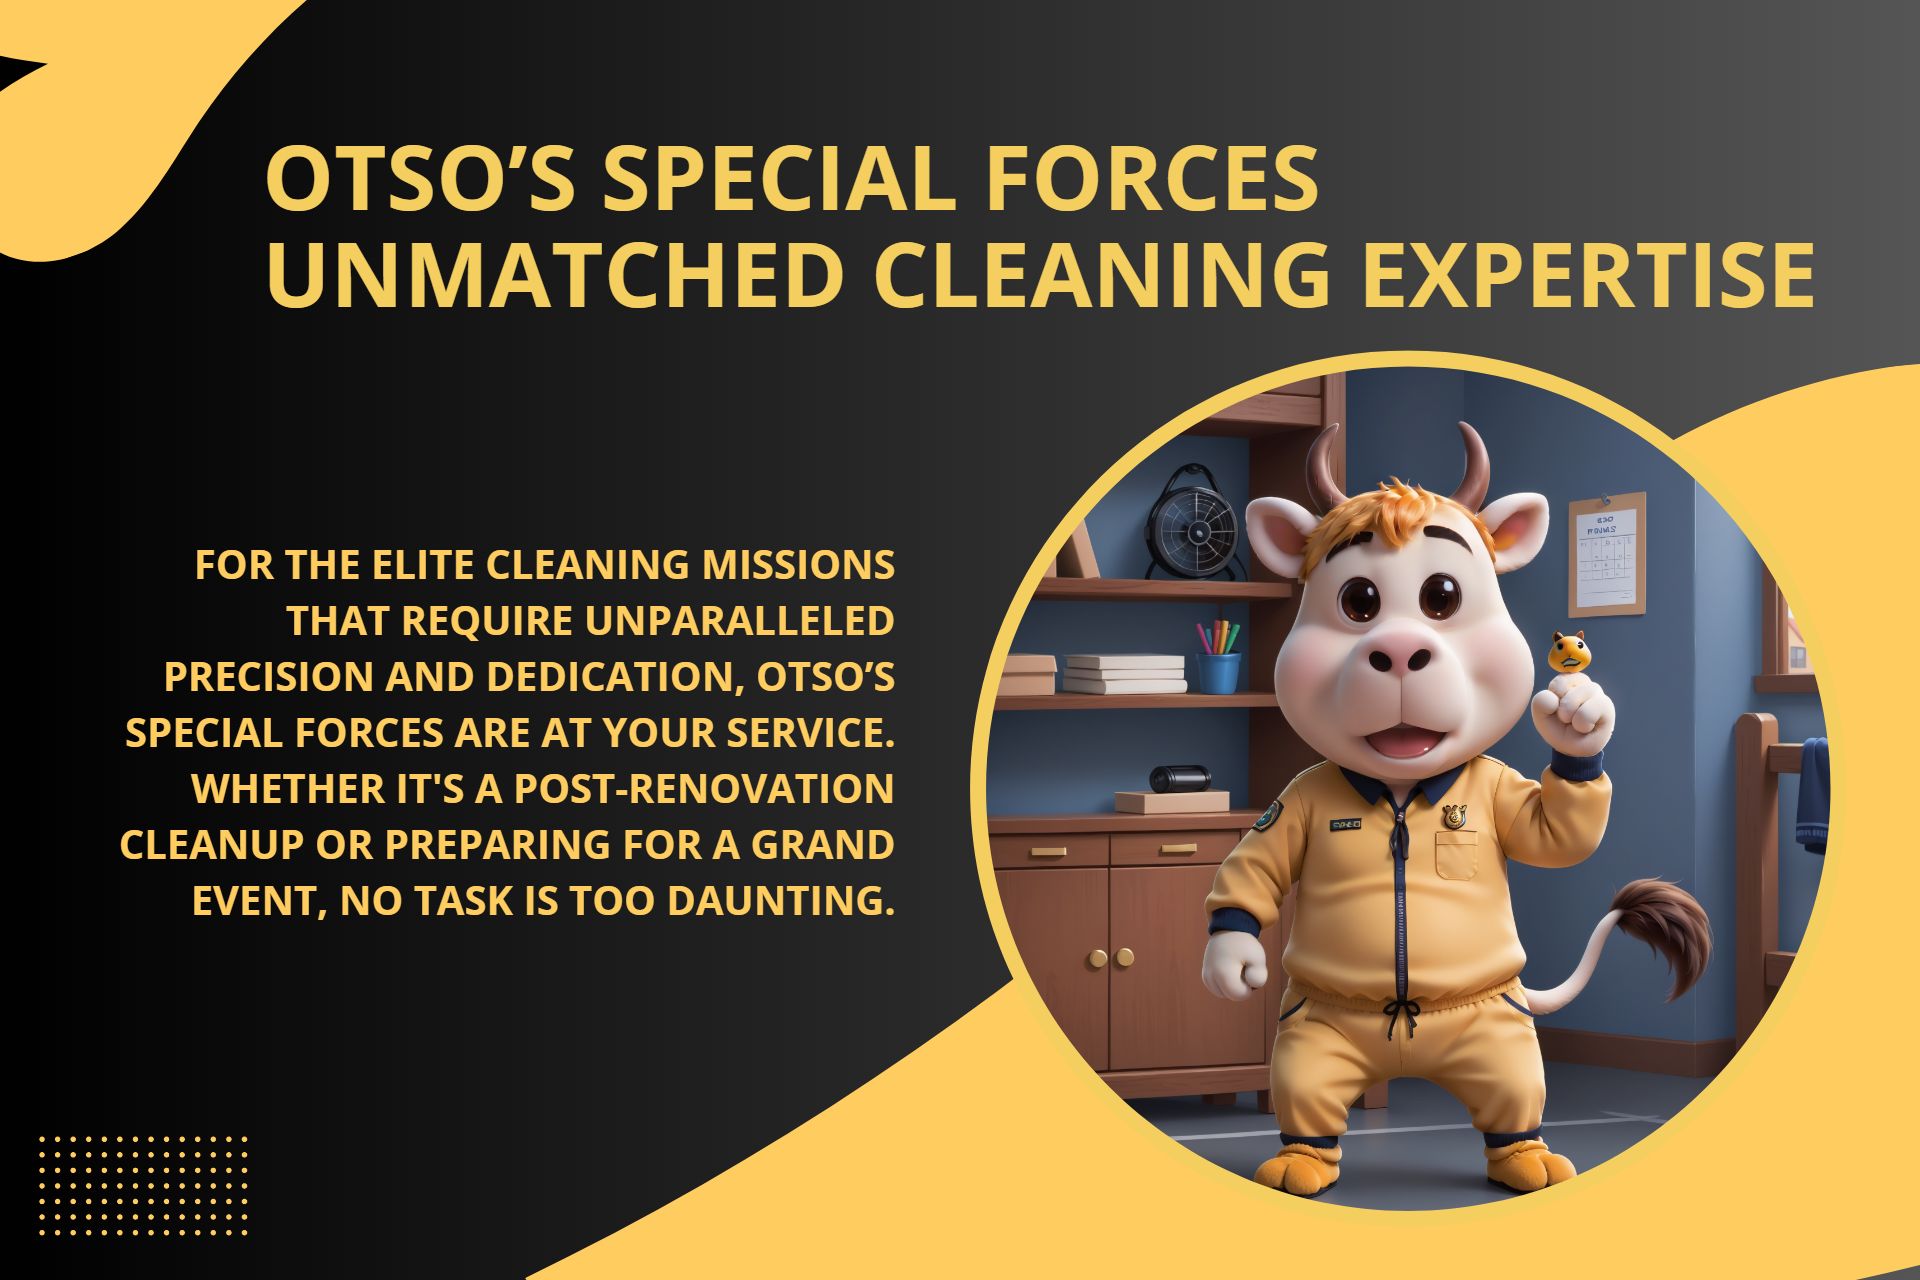 OTSO’S SPECIAL FORCES
UNMATCHED CLEANING EXPERTISE
FOR THE ELITE CLEANING MISSIONS
THAT REQUIRE UNPARALLELED
PRECISION AND DEDICATION, OTSO’S
SPECIAL FORCES ARE AT YOUR SERVICE.
WHETHER IT'S A POST-RENOVATION
CLEANUP OR PREPARING FOR A GRAND
EVENT, NO TASK IS TOO DAUNTING.